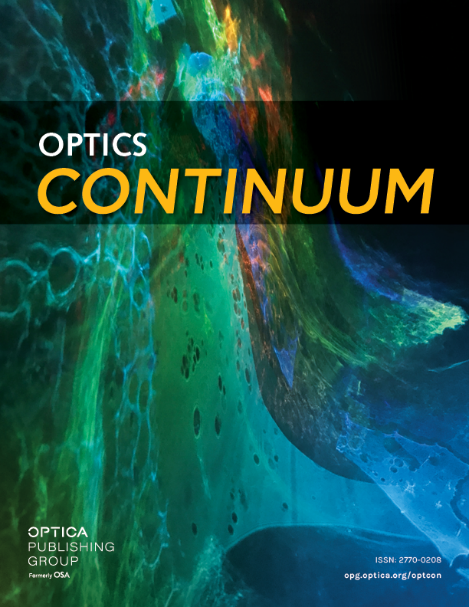 OPTICS
CONTINUUM
OPTICA
PUBLISHING
GROUP
Formerly OSA
ISSN: 2770-0208
opg.optica.org/optcon